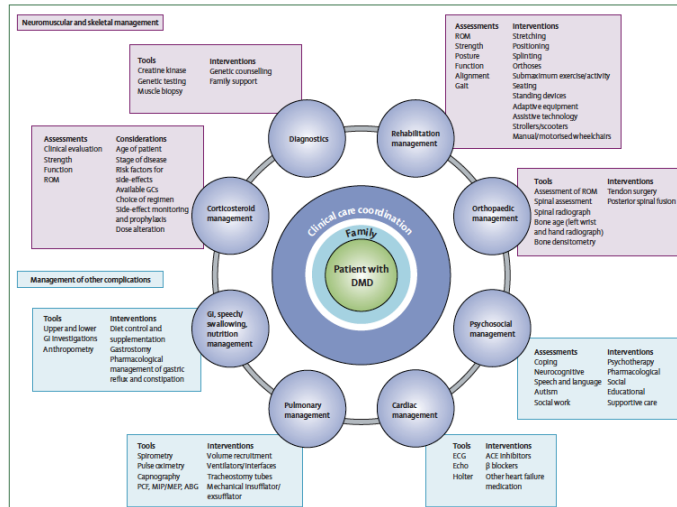 Neuromuscular and skeletal management
Tools
Creatine kinase
Genetic testing
Muscle biopsy
Interventions
Genetic counselling
Family support
Assessments
ROM
Strength
Posture
Function
Alignment
Gait
Interventions
Stretching
Positioning
Splinting
Orthoses
Submaximum exercise/activity
Seating
Standing devices
Adaptive equipment
Assistive technology
Strollers/scooters
Manual/motorised wheelchairs
Diagnostics
Rehabilitation
management
Assessments
Clinical evaluation
Strength
Function
ROM
Considerations
Age of patient
Stage of disease
Risk factors for
side-effects
Available GCs
Choice of regimen
Side-effect monitoring
and prophylaxis
Dose alteration
Corticosteroid
management
Orthopaedic
management
Tools
Assessment of ROM
Spinal assessment
Spinal radiograph
Bone age (left wrist
and hand radiograph)
Bone densitometry
Interventions
Tendon surgery
Posterior spinal fusion
Clinical care coordination
Family
Patient with
DMD
Management of other complications
Tools
Upper and lower
GI investigations
Anthropometry
Interventions
Diet control and
supplementation
Gastrostomy
Pharmacological
management of gastric
reflux and constipation
GI, speech/
swallowing,
nutrition
management
Psychosocial
management
Assessments
Coping
Neurocognitive
Speech and language
Autism
Social work
Interventions
Psychotherapy
Pharmacological
Social
Educational
Supportive care
Pulmonary
management
Cardiac
management
Tools
Spirometry
Pulse oximetry
Capnography
PCF, MIP/MEP, ABG
Interventions
Volume recruitment
Ventilators/interfaces
Tracheostomy tubes
Mechanical insufflator/
exsufflator
Tools
ECG
Echo
Holter
Interventions
ACE inhibitors
β blockers
Other heart failure
medication